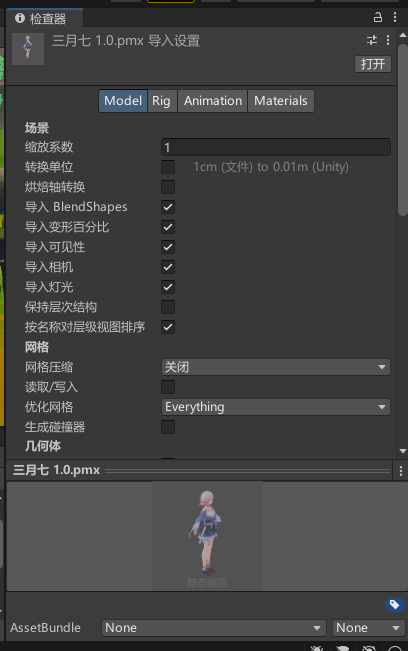 检查器
三月七 1.0.pmx 导入设置
打开
Model Rig Animation Materials
场景
缩放系数 1
转换单位 1cm (文件) to 0.01m (Unity)
烘焙轴转换
导入 BlendShapes
导入变形百分比
导入可见性
导入相机
导入灯光
保持层次结构
按名称对层级视图排序
网格
网格压缩 关闭
读取/写入
优化网格 Everything
生成碰撞器
几何体
三月七 1.0.pmx
静态预览
AssetBundle None None